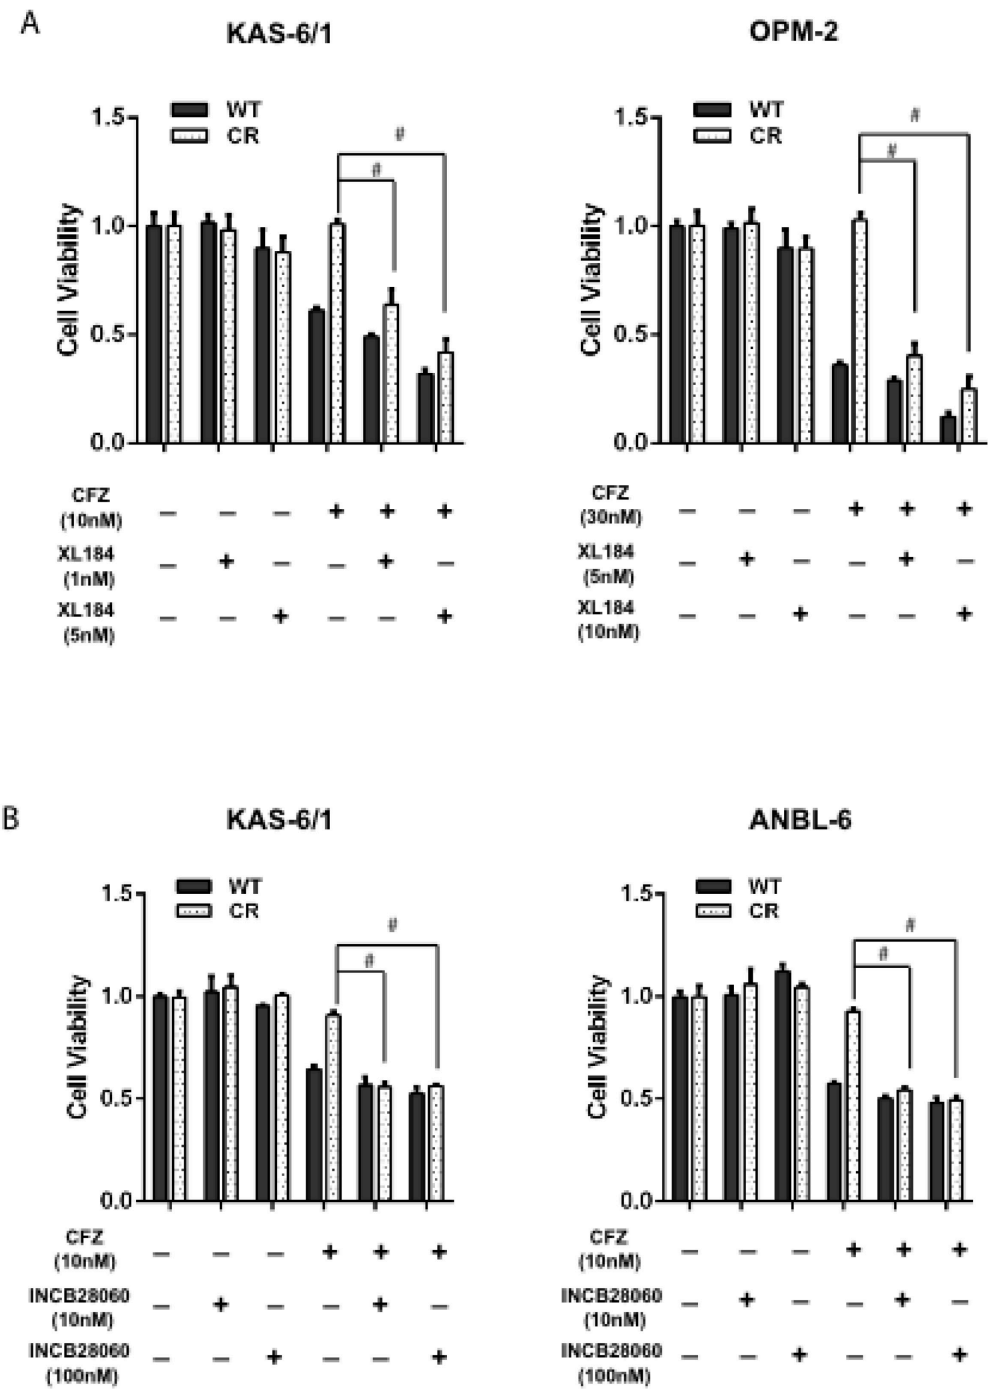 A
KAS-6/1
OPM-2
WT
CR
WT
CR
# #
# #
1.5
1.0
0.5
0.0
Cell Viability
1.5
1.0
0.5
0.0
Cell Viability
CFZ
(10nM) – – – + + +
XL184
(1nM) – + – – + –
XL184
(5nM) – – + – – +
CFZ
(30nM) – – – + + +
XL184
(5nM) – + – – + –
XL184
(10nM) – – + – – +
B
KAS-6/1
ANBL-6
WT
CR
WT
CR
# #
# #
1.5
1.0
0.5
0.0
Cell Viability
1.5
1.0
0.5
0.0
Cell Viability
CFZ
(10nM) – – – + + +
INCB28060
(10nM) – + – – + –
INCB28060
(100nM) – – + – – +
CFZ
(10nM) – – – + + +
INCB28060
(10nM) – + – – + –
INCB28060
(100nM) – – + – – +